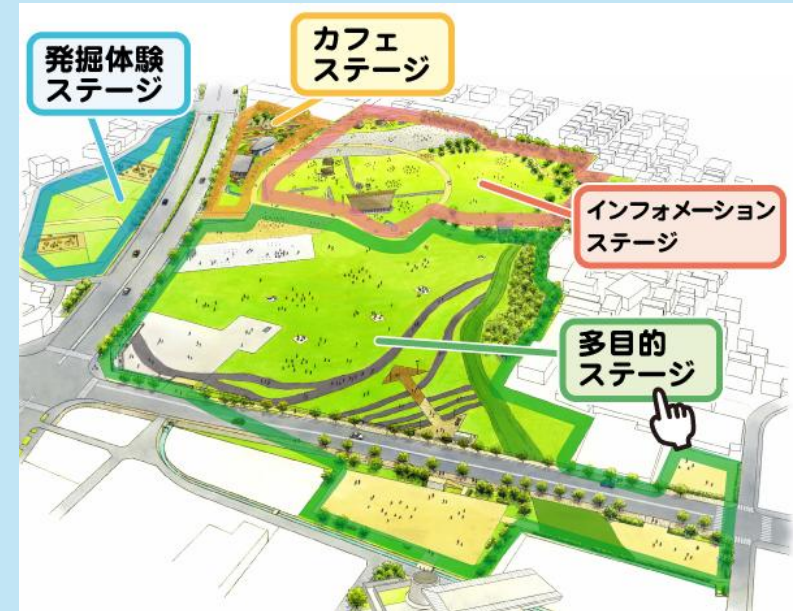 発掘体験
ステージ
カフェ
ステージ
インフォメーション
ステージ
多目的
ステージ